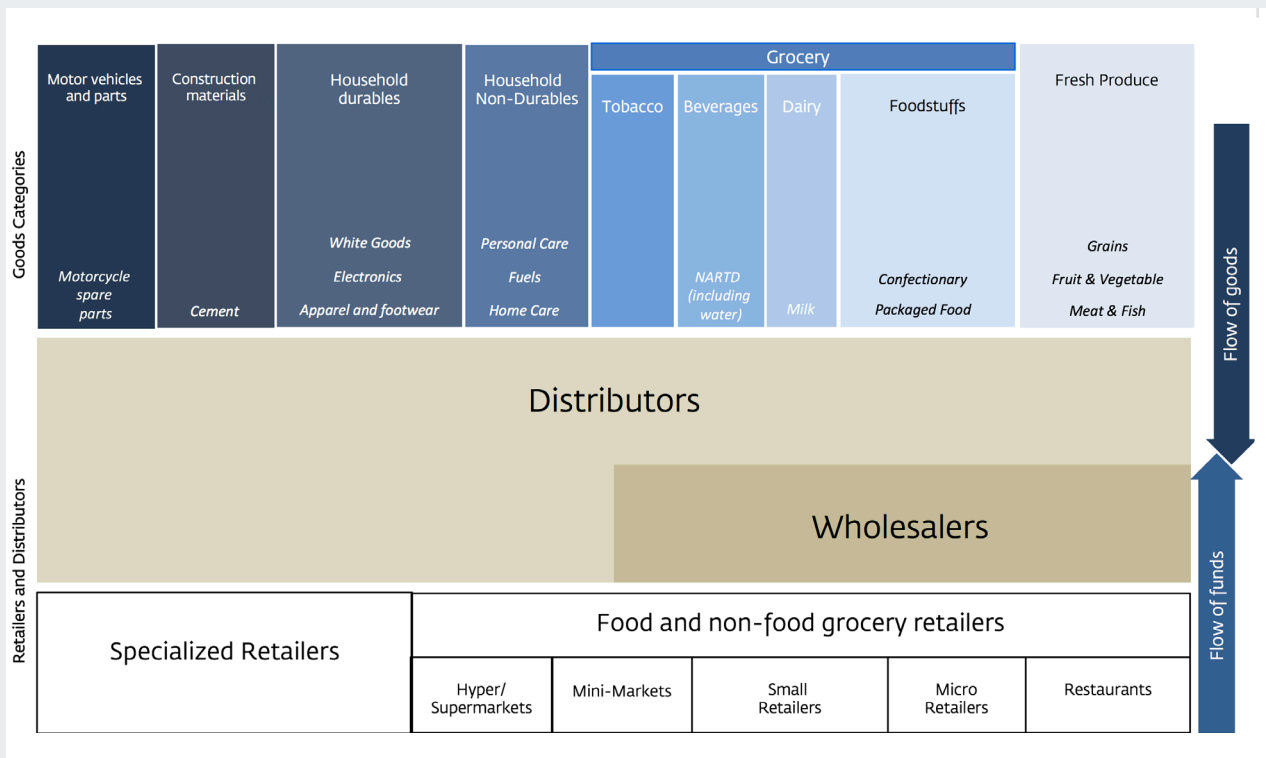 Goods Categories
Motor vehicles
and parts
Motorcycle
spare
parts
Construction
materials
Cement
Household
durables
White Goods
Electronics
Apparel and footwear
Household
Non-Durables
Personal Care
Fuels
Home Care
Grocery
Tobacco
Beverages
NARTD
(including
water)
Dairy
Milk
Foodstuffs
Confectionary
Packaged Food
Fresh Produce
Grains
Fruit & Vegetable
Meat & Fish
Flow of goods
Retailers and Distributors
Distributors
Wholesalers
Specialized Retailers
Food and non-food grocery retailers
Hyper/
Supermarkets
Mini-Markets
Small
Retailers
Micro
Retailers
Restaurants
Flow of funds